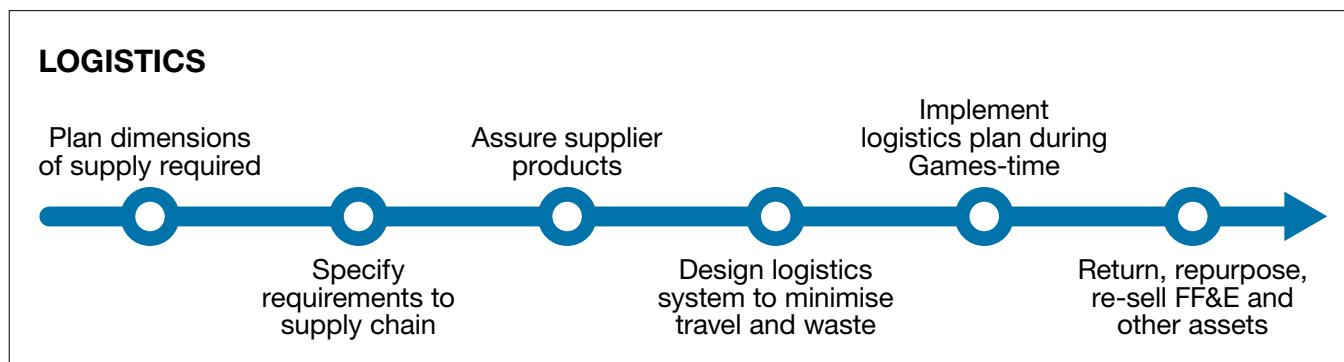 LOGISTICS
Plan dimensions
of supply required
Specify
requirements to
supply chain
Assure supplier
products
Design logistics
system to minimise
travel and waste
Implement
logistics plan during
Games-time
Return, repurpose,
re-sell FF&E and
other assets